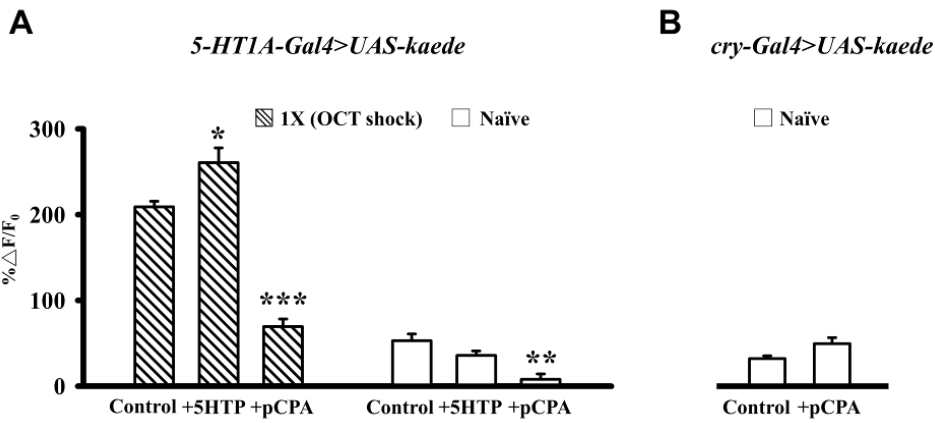 A
B
5-HT1A-Gal4>UAS-kaede
cry-Gal4>UAS-kaede
1X (OCT shock)
Naïve
Naïve
300
*
200
%△F/F₀
100
***
**
0
Control +5HTP +pCPA
Control +5HTP +pCPA
Control +pCPA